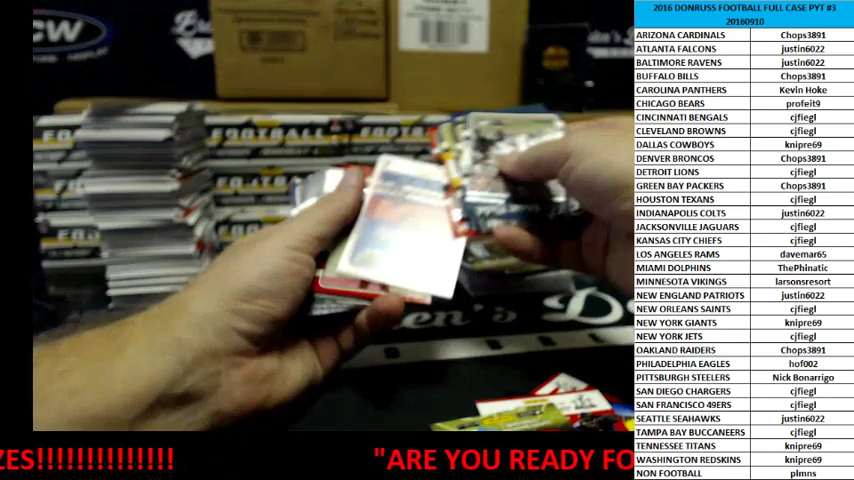 2016 DONRUSS FOOTBALL FULL CASE PYT #3
20160910
ARIZONA CARDINALS Chops3891
ATLANTA FALCONS justin6022
BALTIMORE RAVENS justin6022
BUFFALO BILLS Chops3891
CAROLINA PANTHERS Kevin Hoke
CHICAGO BEARS profeit9
CINCINNATI BENGALS cjfiegl
CLEVELAND BROWNS cjfiegl
DALLAS COWBOYS knipre69
DENVER BRONCOS Chops3891
DETROIT LIONS cjfiegl
GREEN BAY PACKERS Chops3891
HOUSTON TEXANS cjfiegl
INDIANAPOLIS COLTS justin6022
JACKSONVILLE JAGUARS cjfiegl
KANSAS CITY CHIEFS cjfiegl
LOS ANGELES RAMS davemar65
MIAMI DOLPHINS ThePhinatic
MINNESOTA VIKINGS larsonsresort
NEW ENGLAND PATRIOTS justin6022
NEW ORLEANS SAINTS cjfiegl
NEW YORK GIANTS knipre69
NEW YORK JETS cjfiegl
OAKLAND RAIDERS Chops3891
PHILADELPHIA EAGLES hof002
PITTSBURGH STEELERS Nick Bonarrigo
SAN DIEGO CHARGERS cjfiegl
SAN FRANCISCO 49ERS cjfiegl
SEATTLE SEAHAWKS justin6022
TAMPA BAY BUCCANEERS cjfiegl
TENNESSEE TITANS knipre69
WASHINGTON REDSKINS knipre69
NON FOOTBALL plmns
FOOTBALL FOOTBALL
ZES!!!!!!!!!!!!!!! "ARE YOU READY FO